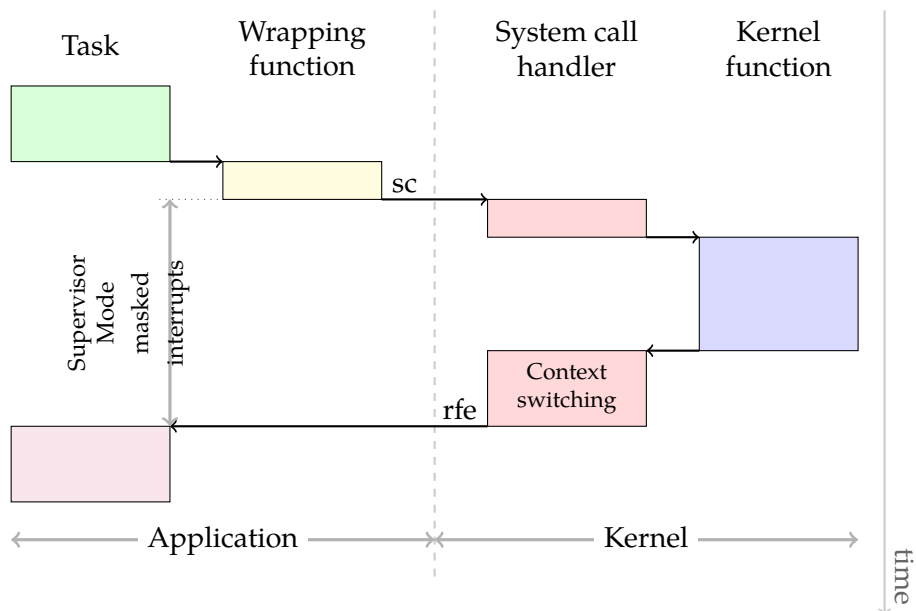 Task
Wrapping
function
System call
handler
Kernel
function
sc
Supervisor
Mode
masked
interrupts
Context
switching
rfe
Application
Kernel
time